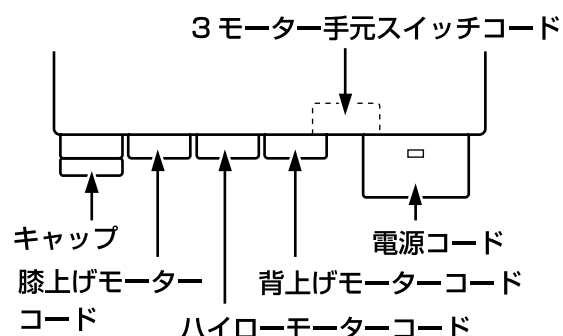 3モーター手元スイッチコード
キャップ
電源コード
膝上げモーター
コード
背上げモーターコード
ハイローモーターコード